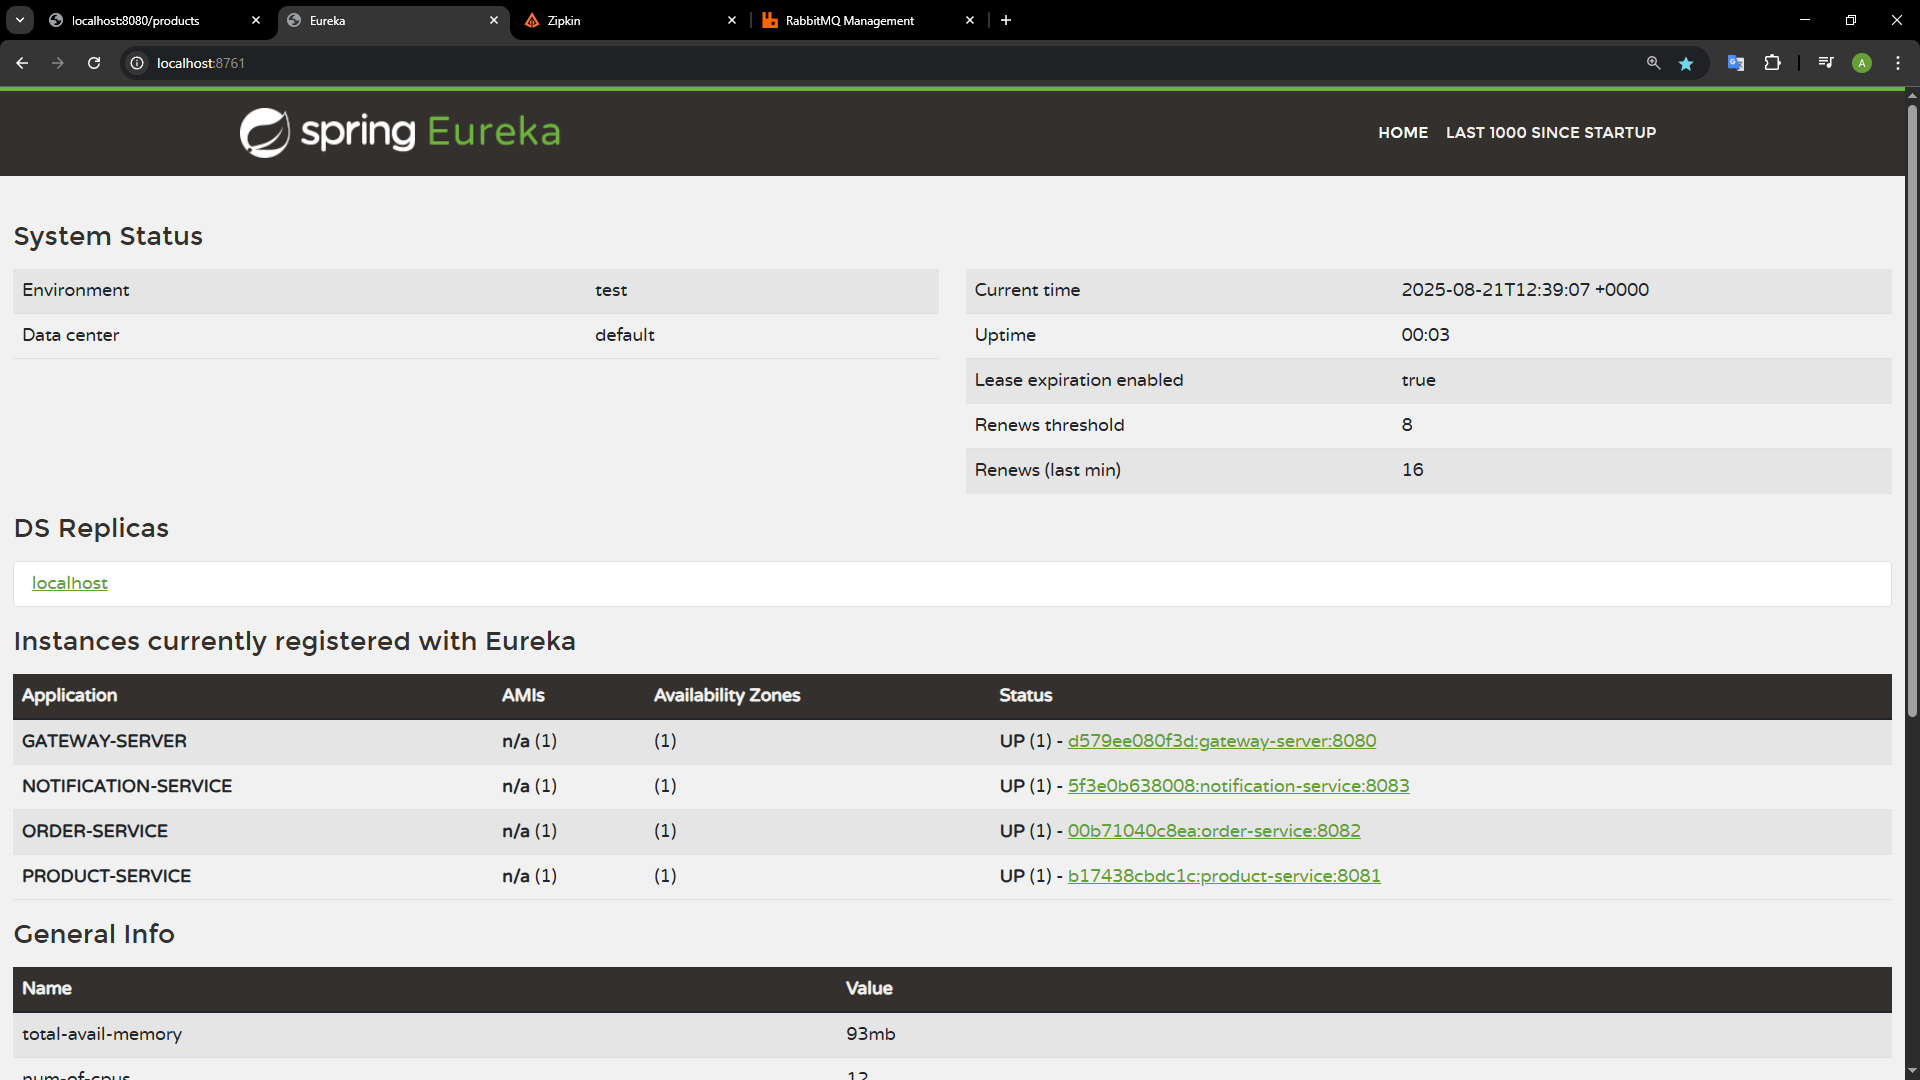 localhost:8080/products
Eureka
Zipkin
RabbitMQ Management
localhost:8761
A
spring Eureka
HOME LAST 1000 SINCE STARTUP
System Status
Environment test
Data center default
Current time 2025-08-21T12:39:07 +0000
Uptime 00:03
Lease expiration enabled true
Renews threshold 8
Renews (last min) 16
DS Replicas
localhost
Instances currently registered with Eureka
Application AMIs Availability Zones Status
GATEWAY-SERVER n/a (1) (1) UP (1) - d579ee080f3d:gateway-server:8080
NOTIFICATION-SERVICE n/a (1) (1) UP (1) - 5f3e0b638008:notification-service:8083
ORDER-SERVICE n/a (1) (1) UP (1) - 00b71040c8ea:order-service:8082
PRODUCT-SERVICE n/a (1) (1) UP (1) - b17438cbdc1c:product-service:8081
General Info
Name Value
total-avail-memory 93mb
num-of-cpus 12